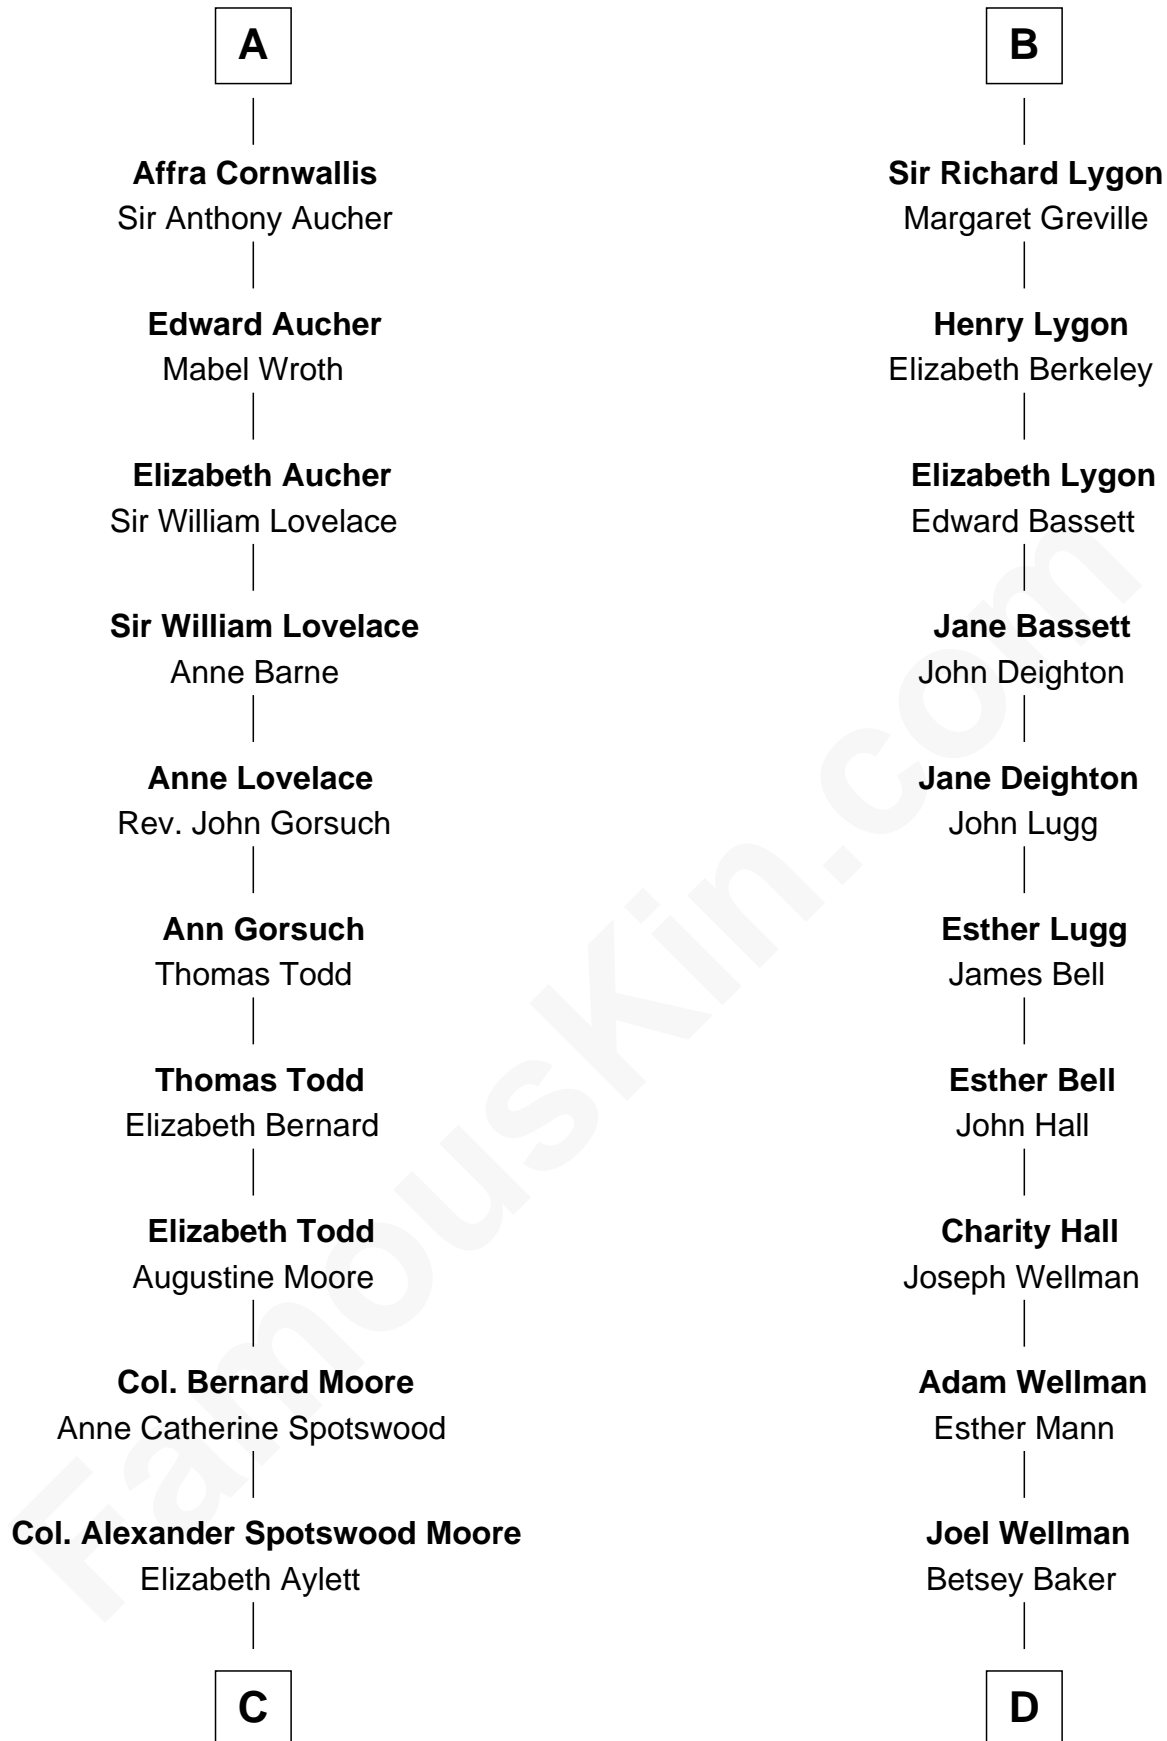 A
Affra Cornwallis
Sir Anthony Aucher
Edward Aucher
Mabel Wroth
Elizabeth Aucher
Sir William Lovelace
Sir William Lovelace
Anne Barne
Anne Lovelace
Rev. John Gorsuch
Ann Gorsuch
Thomas Todd
Thomas Todd
Elizabeth Bernard
Elizabeth Todd
Augustine Moore
Col. Bernard Moore
Anne Catherine Spotswood
Col. Alexander Spotswood Moore
Elizabeth Aylett
C
B
Sir Richard Lygon
Margaret Greville
Henry Lygon
Elizabeth Berkeley
Elizabeth Lygon
Edward Bassett
Jane Bassett
John Deighton
Jane Deighton
John Lugg
Esther Lugg
James Bell
Esther Bell
John Hall
Charity Hall
Joseph Wellman
Adam Wellman
Esther Mann
Joel Wellman
Betsey Baker
D
FamousKin.com